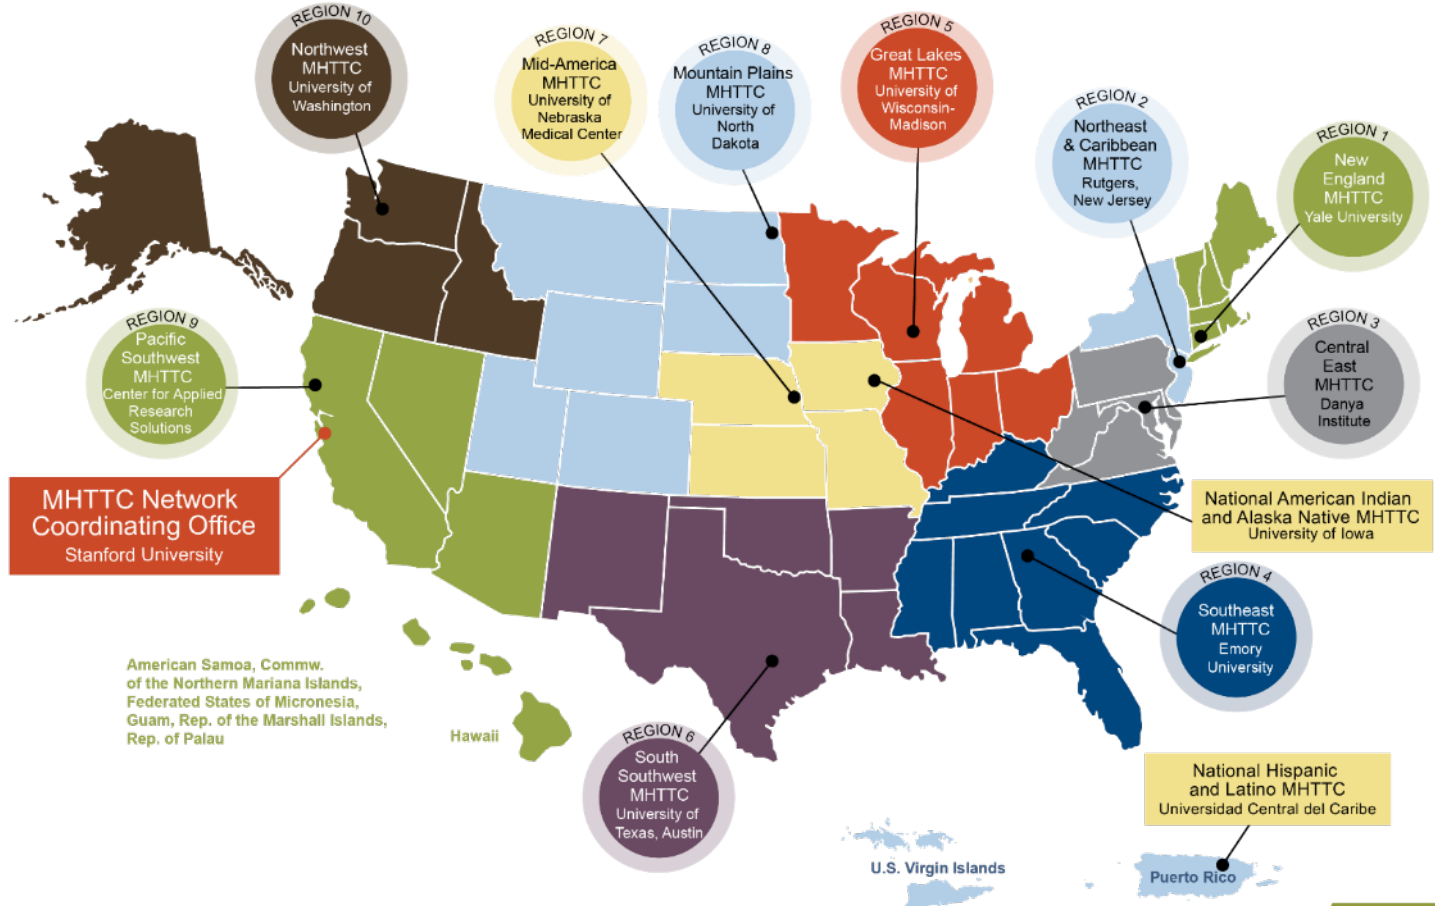 REGION 10
Northwest
MHTTC
University of
Washington
REGION 7
Mid-America
MHTTC
University of
Nebraska
Medical Center
REGION 8
Mountain Plains
MHTTC
University of
North
Dakota
REGION 5
Great Lakes
MHTTC
University of
Wisconsin-
Madison
REGION 2
Northeast
& Caribbean
MHTTC
Rutgers,
New Jersey
REGION 1
New
England
MHTTC
Yale University
REGION 9
Pacific
Southwest
MHTTC
Center for Applied
Research
Solutions
REGION 3
Central
East
MHTTC
Danya
Institute
MHTTC Network
Coordinating Office
Stanford University
National American Indian
and Alaska Native MHTTC
University of Iowa
REGION 4
Southeast
MHTTC
Emory
University
American Samoa, Commw.
of the Northern Mariana Islands,
Federated States of Micronesia,
Guam, Rep. of the Marshall Islands,
Rep. of Palau
Hawaii
REGION 6
South
Southwest
MHTTC
University of
Texas, Austin
National Hispanic
and Latino MHTTC
Universidad Central del Caribe
U.S. Virgin Islands
Puerto Rico